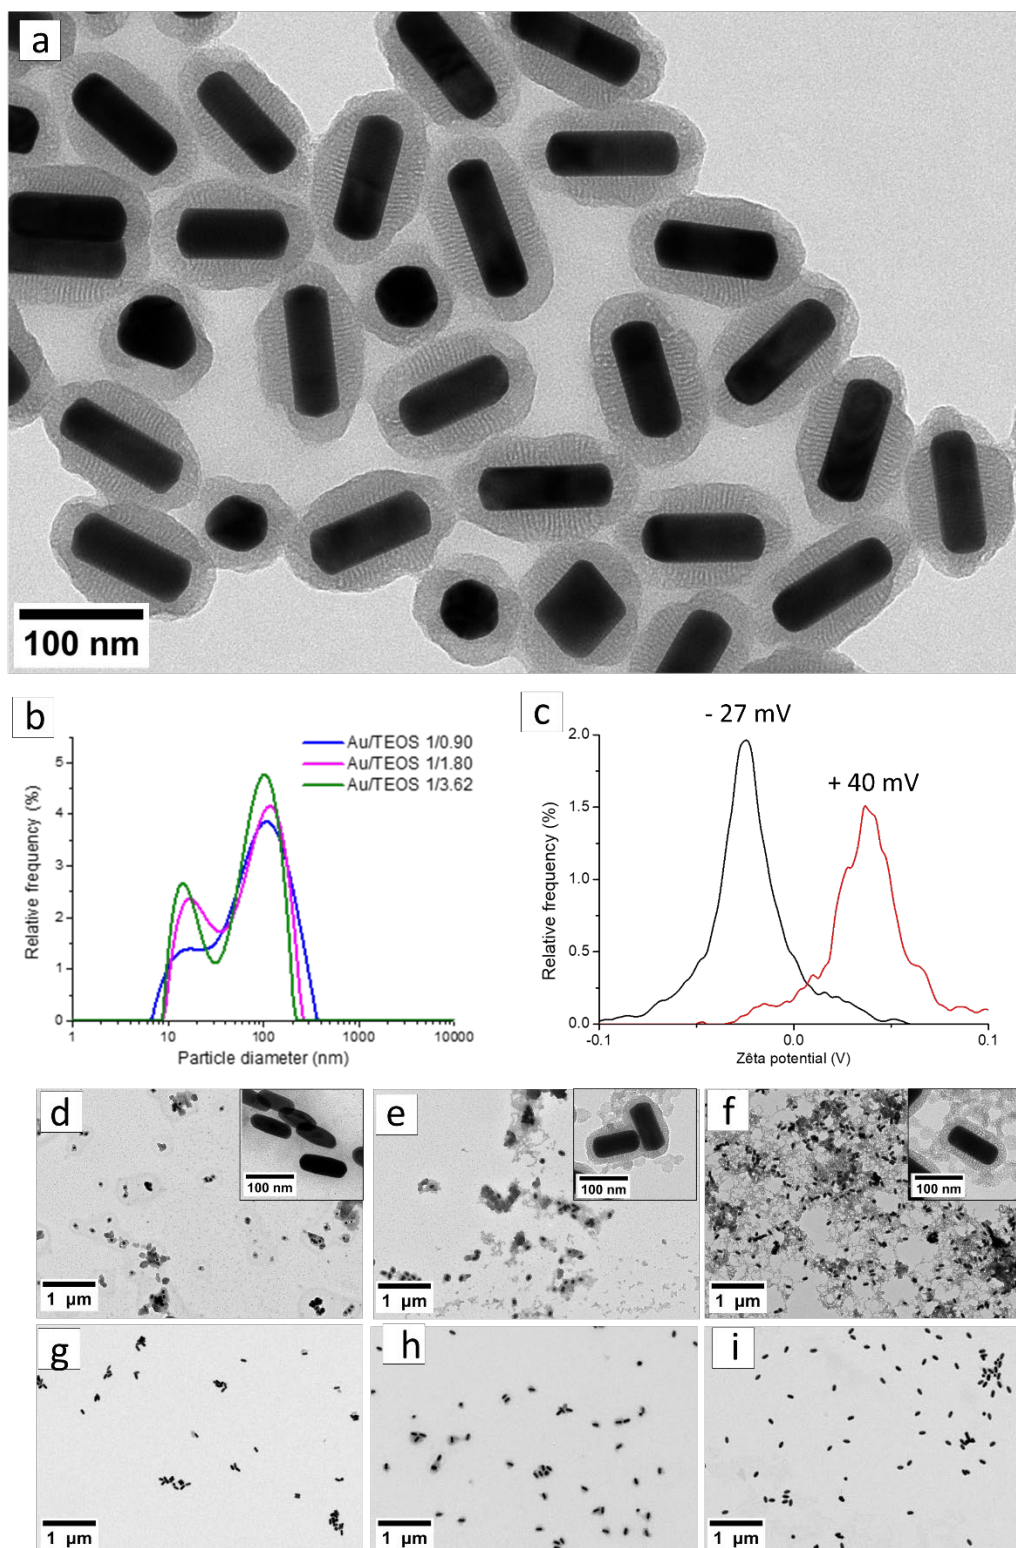 a
100 nm
b
Au/TEOS 1/0.90
Au/TEOS 1/1.80
Au/TEOS 1/3.62
5
4
3
2
1
0
1
10
100
1000
10000
Relative frequency (%)
Particle diameter (nm)
c
- 27 mV
+ 40 mV
2.0
1.5
1.0
0.5
0.0
-0.1
0.0
0.1
Relative frequency (%)
Zêta potential (V)
d
100 nm
1 μm
e
100 nm
1 μm
f
100 nm
1 μm
g
1 μm
h
1 μm
i
1 μm